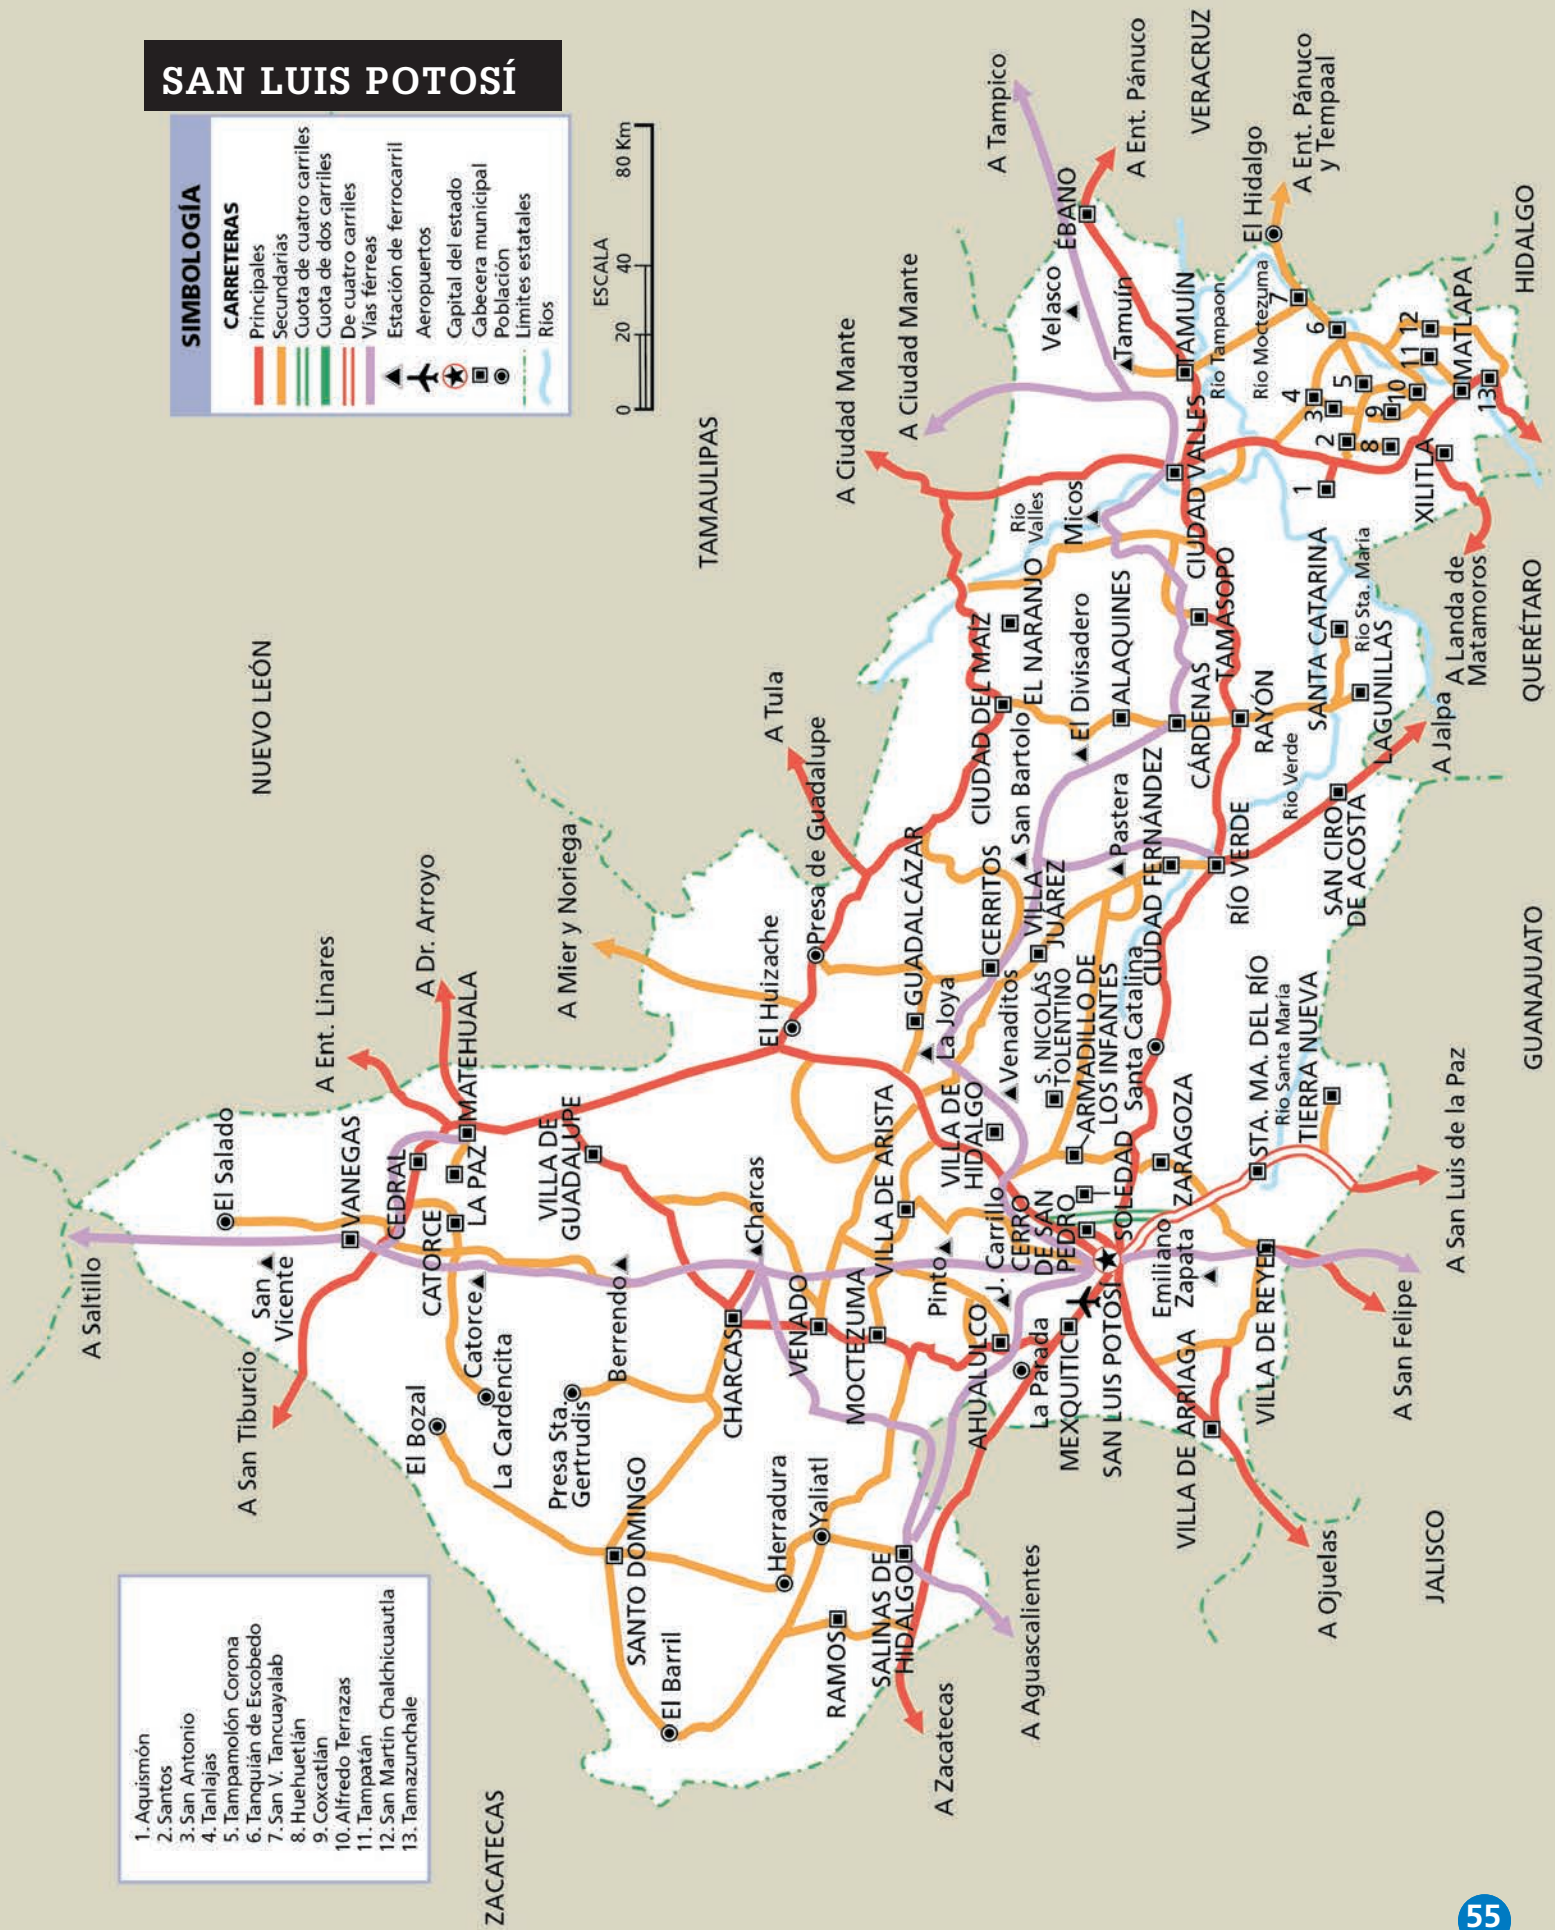 SAN LUIS POTOSÍ
SIMBOLOGÍA
CARRETERAS
Principales
Secundarias
Cuota de cuatro carriles
Cuota de dos carriles
De cuatro carriles
Vías férreas
Estación de ferrocarril
Aeropuertos
Capital del estado
Cabecera municipal
Población
Límites estatales
Ríos
ESCALA
0 20 40 80 Km
1. Aquismón
2. Santos
3. San Antonio
4. Tanlajas
5. Tampamolón Corona
6. Tanquián de Escobedo
7. San V. Tancuayalab
8. Huehuetlán
9. Coxcatlán
10. Alfredo Terrazas
11. Tampatán
12. San Martín Chalchicuautla
13. Tamazunchale
ZACATECAS
NUEVO LEÓN
TAMAULIPAS
VERACRUZ
HIDALGO
QUERÉTARO
GUANAJUATO
JALISCO
A Saltillo
A San Tiburcio
A Ent. Linares
A Dr. Arroyo
A Mier y Noriega
A Tula
A Ciudad Mante
A Ciudad Mante
A Tampico
A Ent. Pánuco
A Ent. Pánuco
y Tempaal
A Landa de
Matamoros
A Jalpa
A San Luis de la Paz
A San Felipe
A Ojuelas
A Aguascalientes
A Zacatecas
El Salado
VANEGAS
San
Vicente
CEDRAL
MATEHUALA
LA PAZ
CATORCE
Catorce
La Cardencita
El Bozal
VILLA DE
GUADALUPE
Berrendo
Presa Sta.
Gertrudis
SANTO DOMINGO
El Barril
Charcas
CHARCAS
VENADO
MOCTEZUMA
Herradura
Yaliatl
RAMOS
SALINAS DE
HIDALGO
El Huizache
Presa de Guadalupe
GUADALCÁZAR
La Joya
VILLA DE ARISTA
VILLA DE
HIDALGO
Venaditos
Pinto
J. Carrillo
AHUALULCO
La Parada
MEXQUITIC
SAN LUIS POTOSÍ
CERRO
DE SAN
PEDRO
SOLEDAD
S. NICOLÁS
TOLENTINO
ARMADILLO DE
LOS INFANTES
Santa Catalina
ZARAGOZA
Emiliano
Zapata
VILLA DE ARRIAGA
VILLA DE REYES
STA. MA. DEL RÍO
Río Santa María
TIERRA NUEVA
CERRITOS
VILLA
JUÁREZ
San Bartolo
Pastera
CIUDAD FERNÁNDEZ
RÍO VERDE
Río Verde
SAN CIRO
DE ACOSTA
CIUDAD DEL MAÍZ
EL NARANJO
El Divisadero
ALAQUINES
CÁRDENAS
RAYÓN
TAMASOPO
SANTA CATARINA
Río Sta. María
LAGUNILLAS
Río
Valles
Micos
CIUDAD VALLES
Velasco
ÉBANO
Tamuín
TAMUÍN
Río Tampaon
Río Moctezuma
El Hidalgo
XILITLA
MATLAPA
1
2
3
4
5
6
7
8
9
10
11
12
13
55